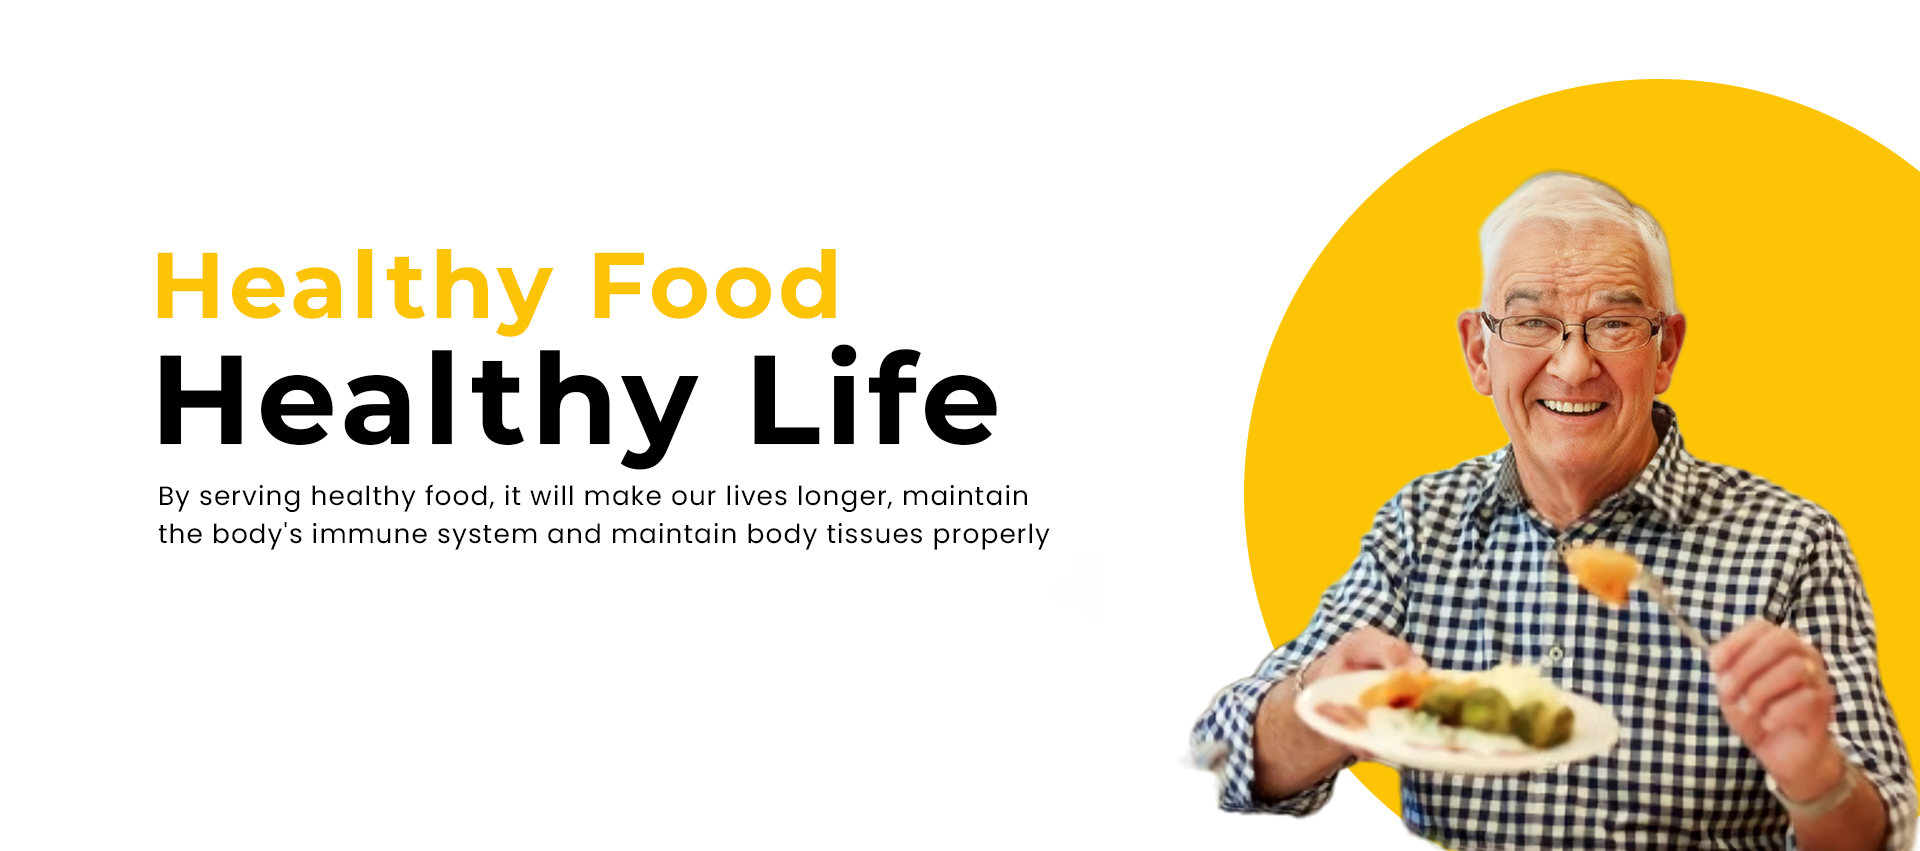 Healthy Food
Healthy Life
By serving healthy food, it will make our lives longer, maintain
the body's immune system and maintain body tissues properly